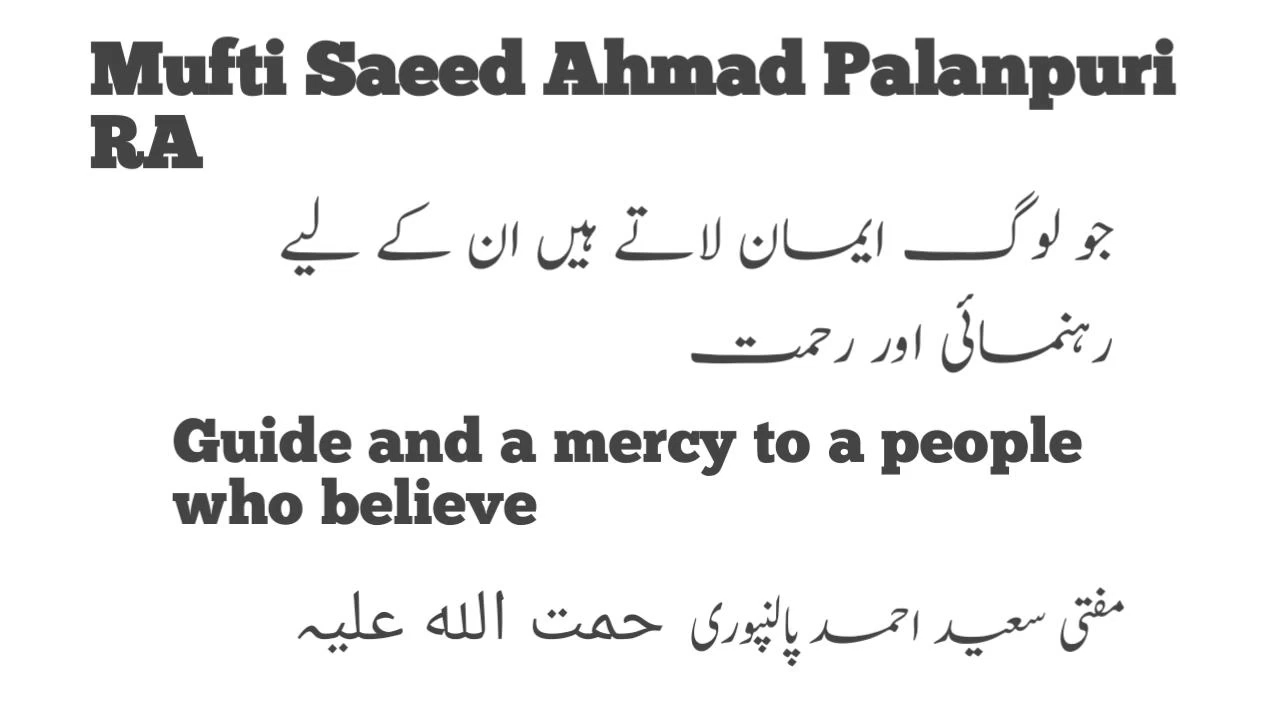 Mufti Saeed Ahmad Palanpuri
RA
جو لوگ ایمان لاتے ہیں ان کے لیے
رہنمائی اور رحمت
Guide and a mercy to a people
who believe
مفتی سعید احمد پالنپوری حمت الله علیہ